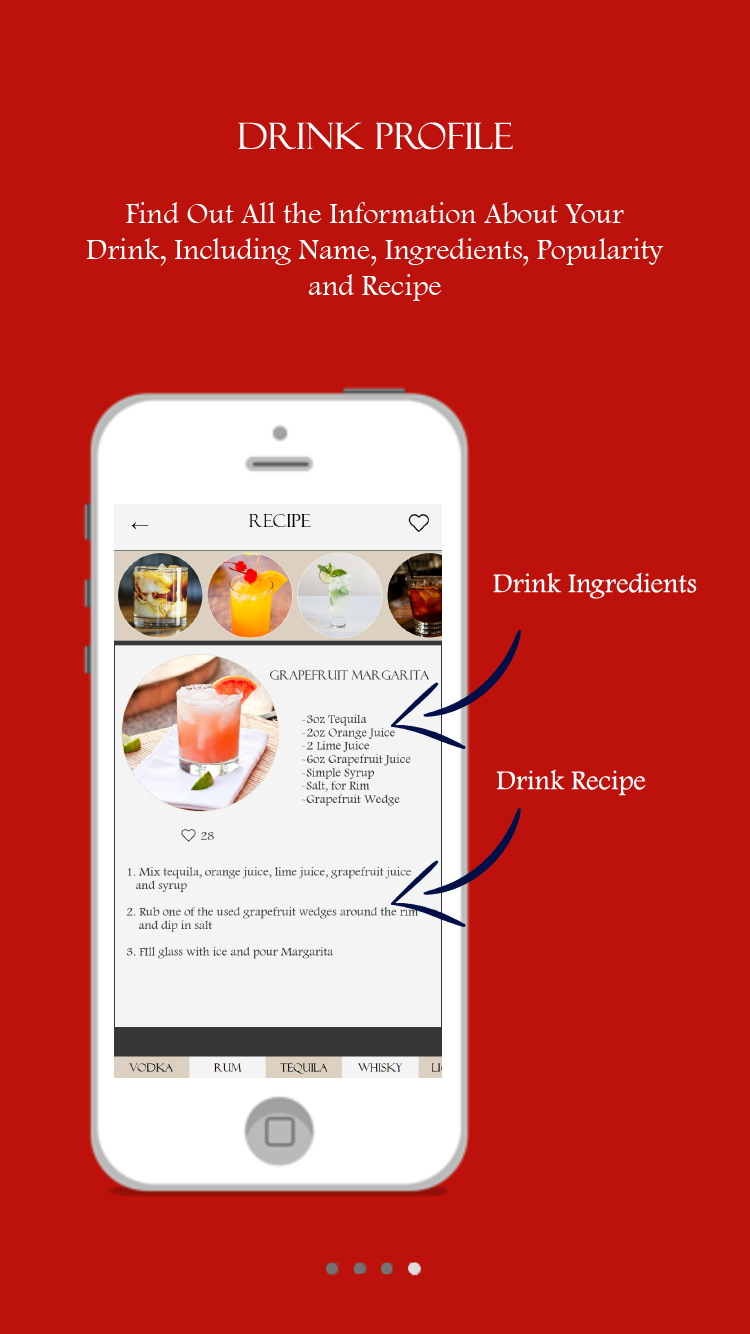 DRINK PROFILE
Find Out All the Information About Your
Drink, Including Name, Ingredients, Popularity
and Recipe
RECIPE
Drink Ingredients
GRAPEFRUIT MARGARITA
-3oz Tequila
-2oz Orange Juice
-2 Lime Juice
-6oz Grapefruit Juice
-Simple Syrup
-Salt, for Rim
-Grapefruit Wedge
Drink Recipe
28
1. Mix tequila, orange juice, lime juice, grapefruit juice
and syrup
2. Rub one of the used grapefruit wedges around the rim
and dip in salt
3. FIll glass with ice and pour Margarita
VODKA RUM TEQUILA WHISKY